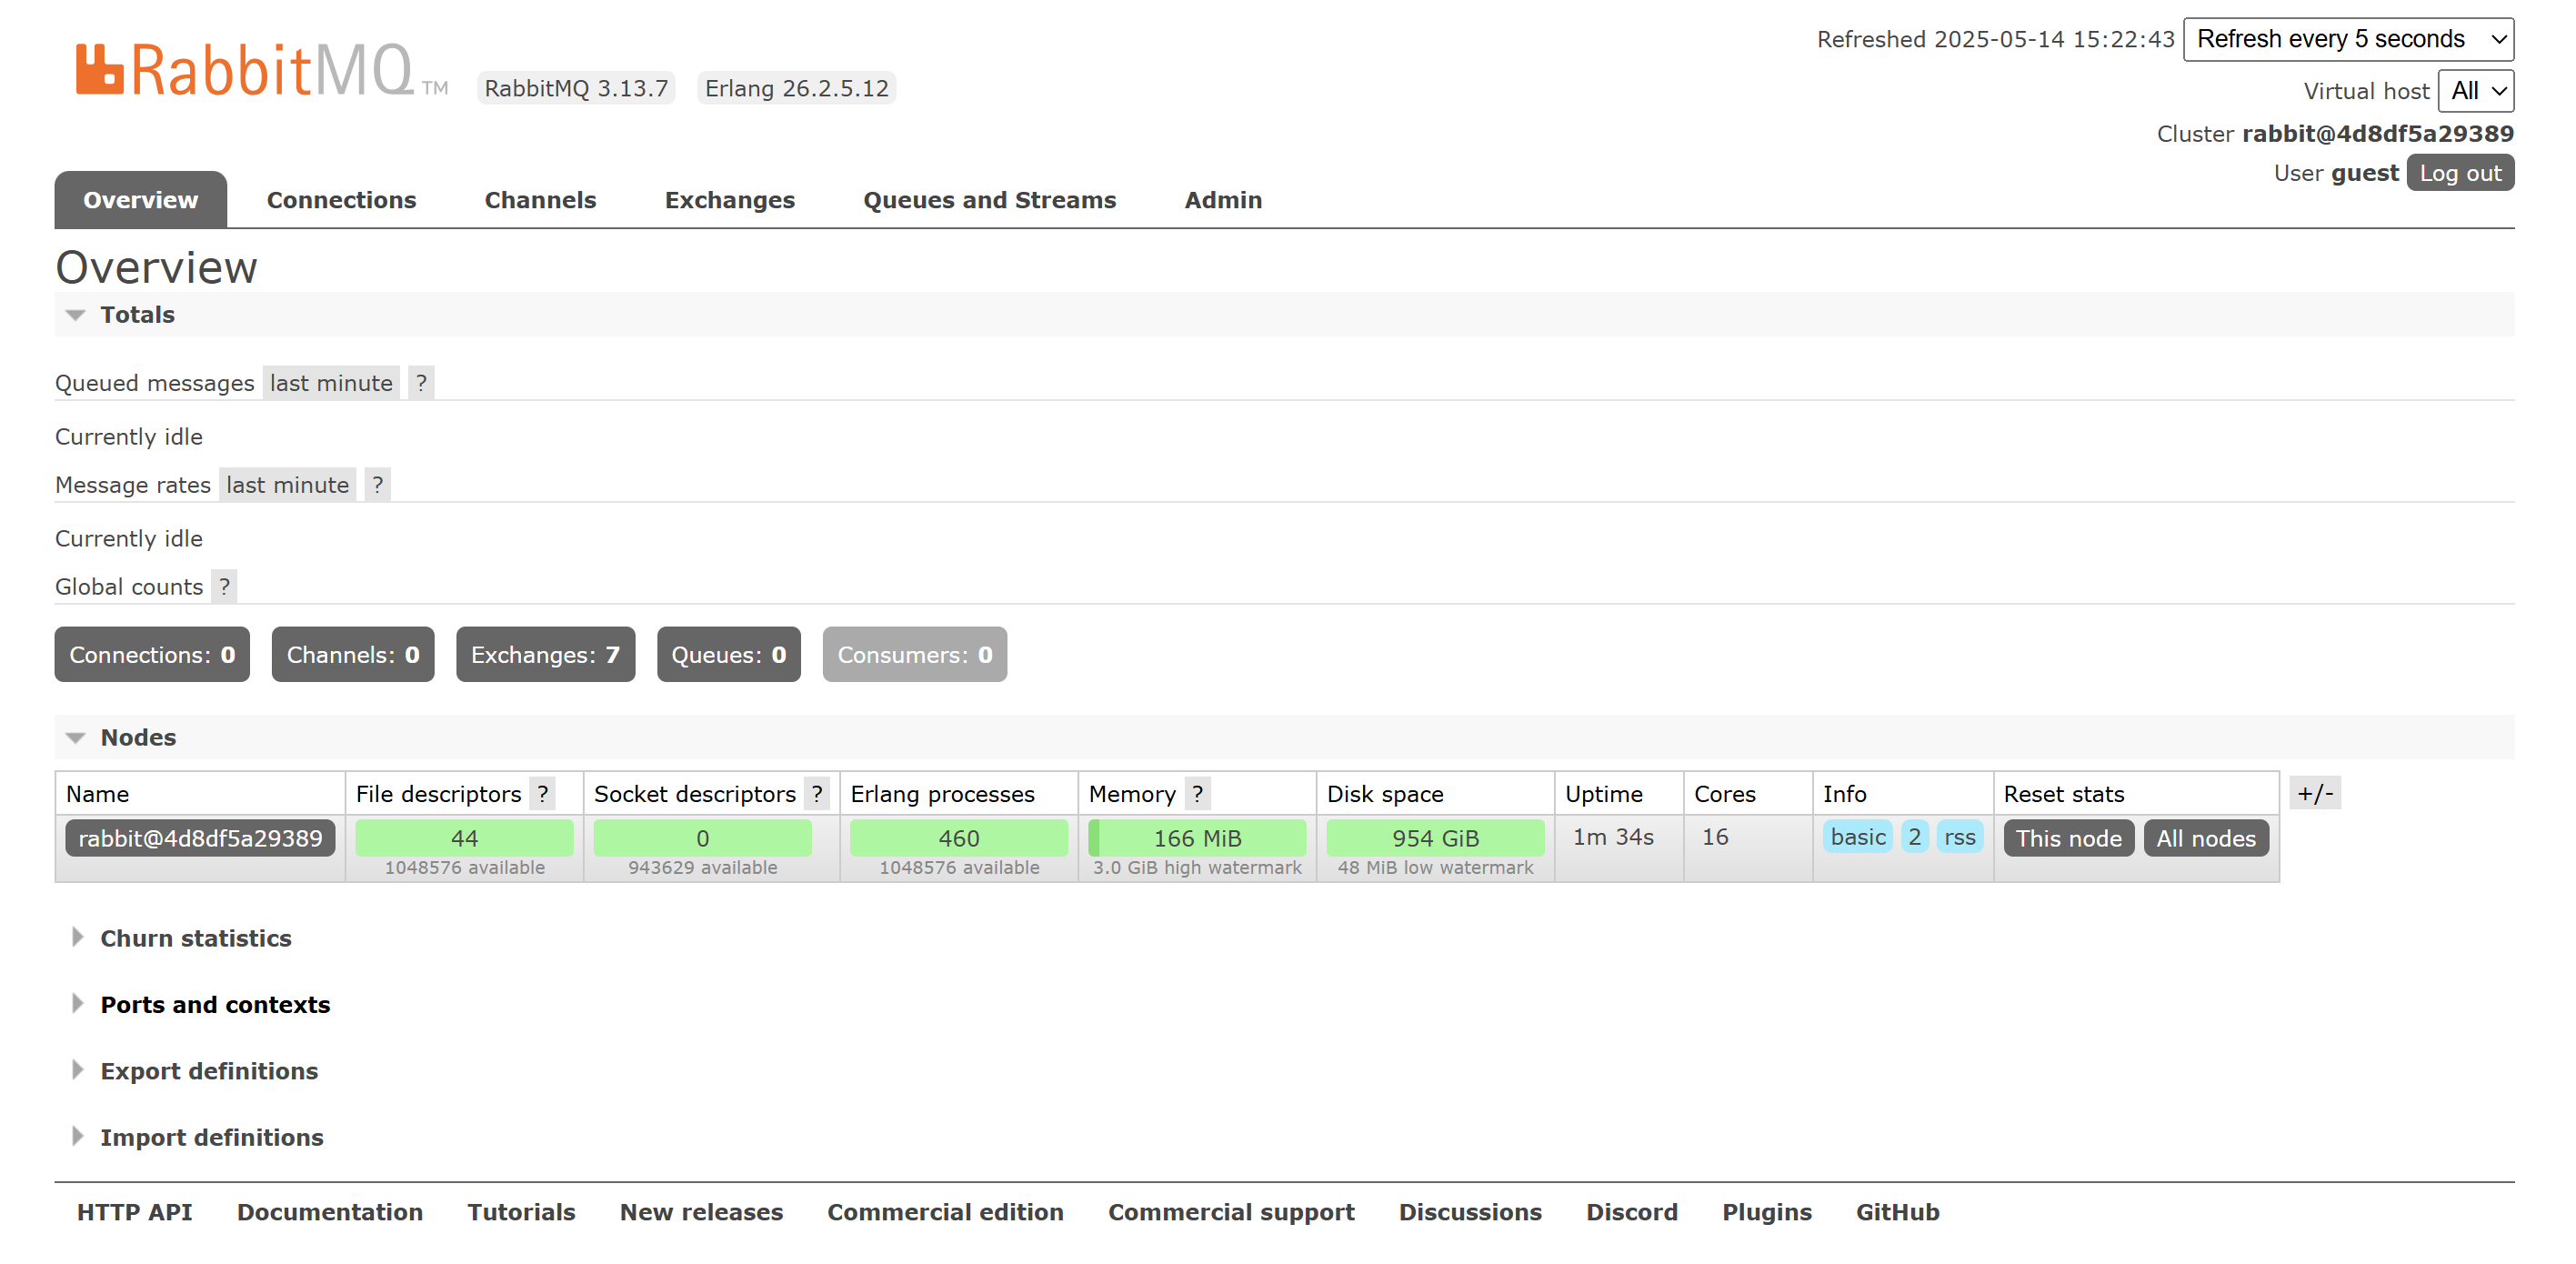 RabbitMQ TM RabbitMQ 3.13.7 Erlang 26.2.5.12
Refreshed 2025-05-14 15:22:43 Refresh every 5 seconds
Virtual host All
Cluster rabbit@4d8df5a29389
User guest Log out
Overview Connections Channels Exchanges Queues and Streams Admin
Overview
Totals
Queued messages last minute ?
Currently idle
Message rates last minute ?
Currently idle
Global counts ?
Connections: 0 Channels: 0 Exchanges: 7 Queues: 0 Consumers: 0
Nodes
Name File descriptors ? Socket descriptors ? Erlang processes Memory ? Disk space Uptime Cores Info Reset stats +/-
rabbit@4d8df5a29389 44 0 460 166 MiB 954 GiB 1m 34s 16 basic 2 rss This node All nodes
1048576 available 943629 available 1048576 available 3.0 GiB high watermark 48 MiB low watermark
Churn statistics
Ports and contexts
Export definitions
Import definitions
HTTP API Documentation Tutorials New releases Commercial edition Commercial support Discussions Discord Plugins GitHub